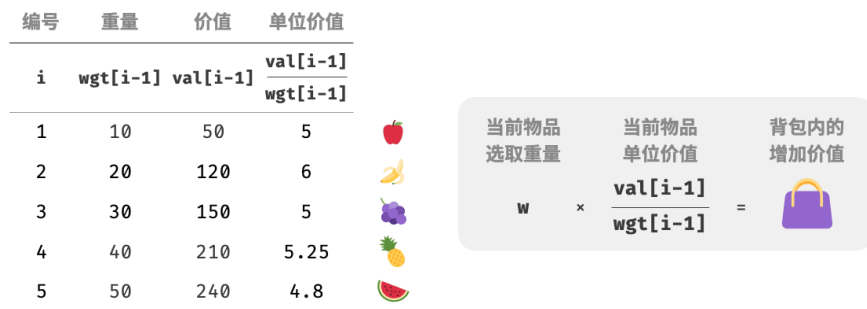 编号 重量 价值 单位价值
i wgt[i-1] val[i-1] val[i-1]
wgt[i-1]
1 10 50 5
2 20 120 6
3 30 150 5
4 40 210 5.25
5 50 240 4.8
当前物品 当前物品 背包内的
选取重量 单位价值 增加价值
w × val[i-1] =
wgt[i-1]